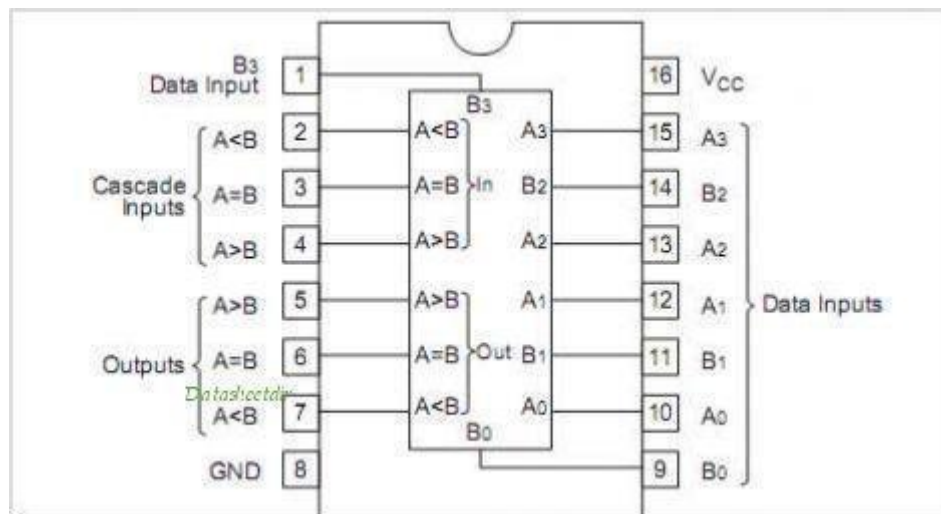 B3
Data Input
1
A<B
2
Cascade
Inputs
A=B
3
A>B
4
A>B
5
Outputs
A=B
6
Datasheetdir
A<B
7
GND
8
B3
A<B
A=B
In
A>B
A>B
A=B
Out
A<B
B0
A3
B2
A2
A1
B1
A0
16
VCC
15
A3
14
B2
13
A2
12
A1
Data Inputs
11
B1
10
A0
9
B0